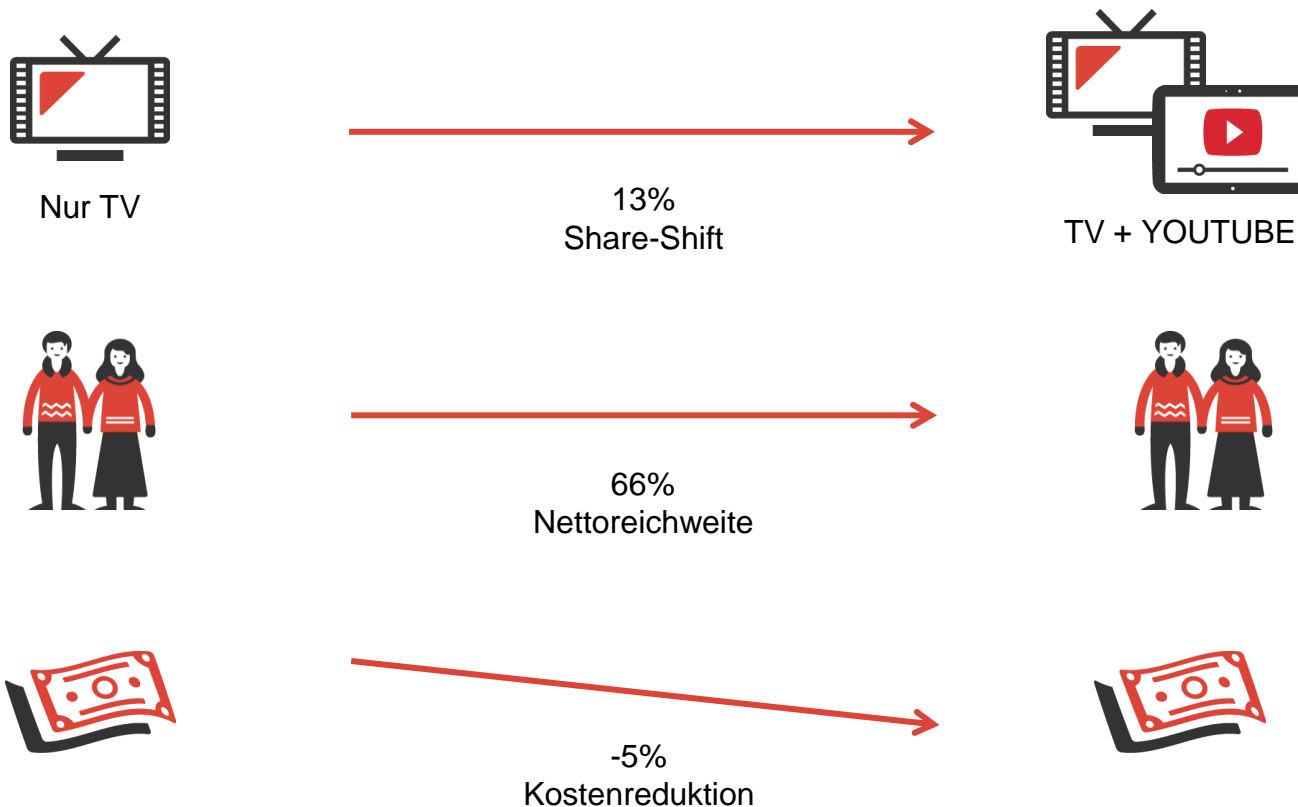 Nur TV
13%
Share-Shift
TV + YOUTUBE
66%
Nettoreichweite
-5%
Kostenreduktion